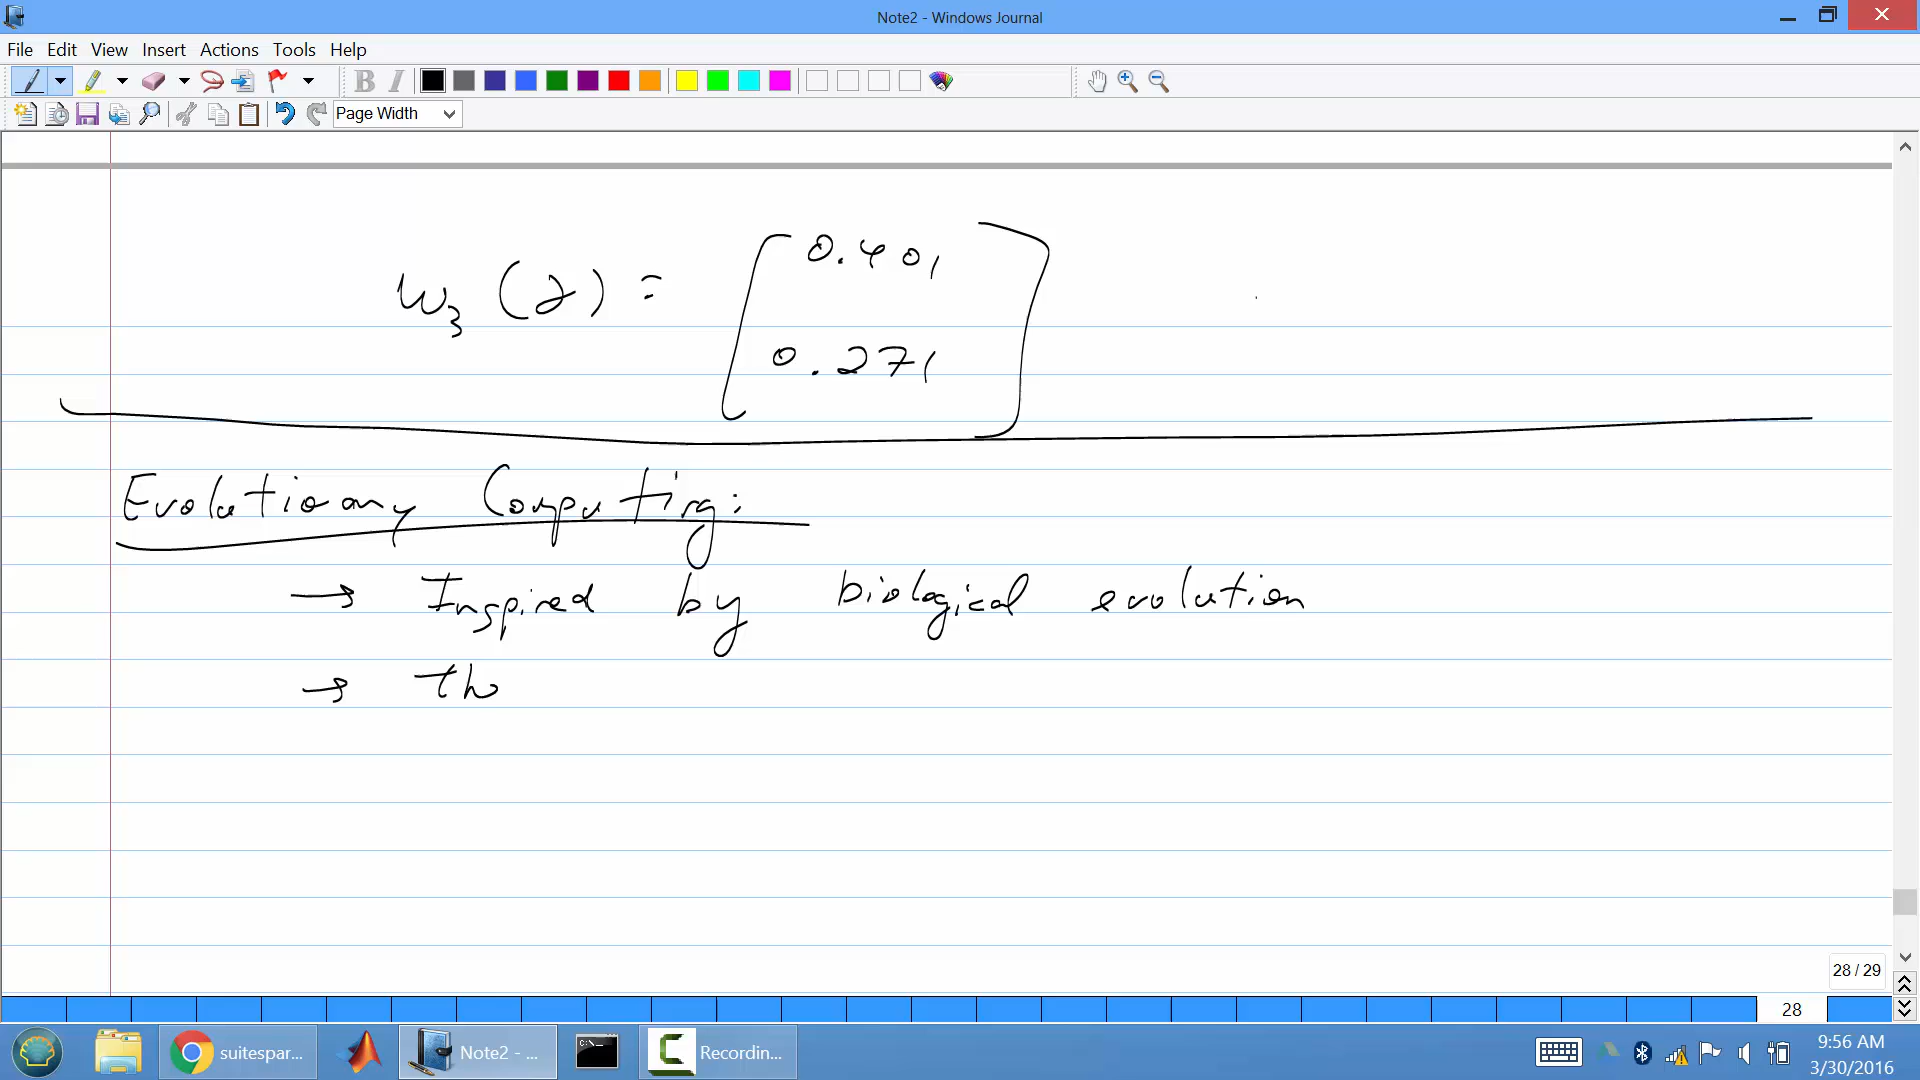 Note2 - Windows Journal
File Edit View Insert Actions Tools Help
B I
Page Width
w3 (2) = [0.401
0.271]
Evolutionary Computing:
→ Inspired by biological evolution
→ the
28 / 29
28
suitespar... Note2 - ... C:\_ C Recordin...
9:56 AM
3/30/2016